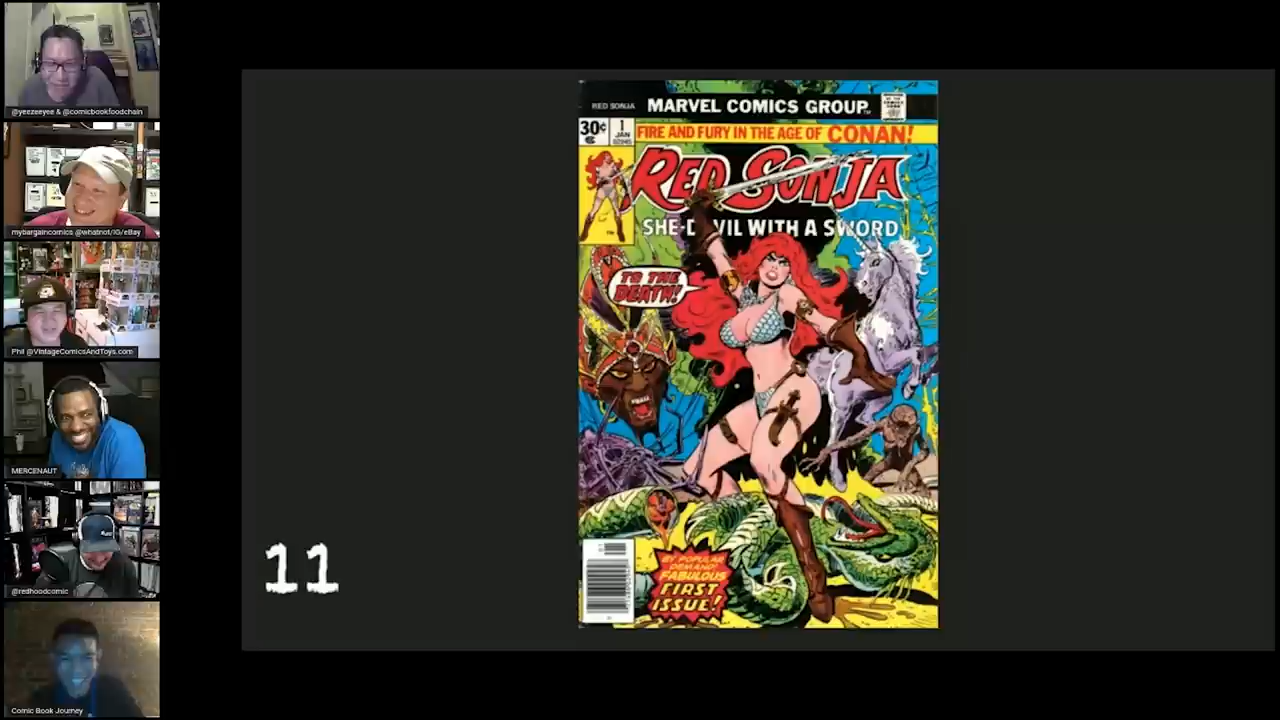 @yeezeeyee & @comicbookfoodchain
mybargaincomics @whatnot/IG/eBay
Phil @VintageComicsAndToys.com
MERCENAUT
@redhoodcomic
Comic Book Journey
11
RED SONJA
MARVEL COMICS GROUP
30¢
1
JAN
FIRE AND FURY IN THE AGE OF CONAN!
RED SONJA
SHE-DEVIL WITH A SWORD
TO THE
DEATH!
BY POPULAR
DEMAND!
FABULOUS
FIRST
ISSUE!